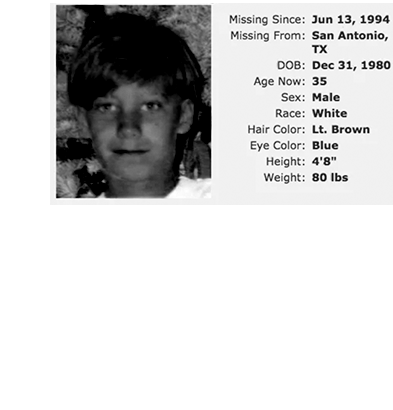 Missing Since: Jun 13, 1994
Missing From: San Antonio,
TX
DOB: Dec 31, 1980
Age Now: 35
Sex: Male
Race: White
Hair Color: Lt. Brown
Eye Color: Blue
Height: 4'8"
Weight: 80 lbs